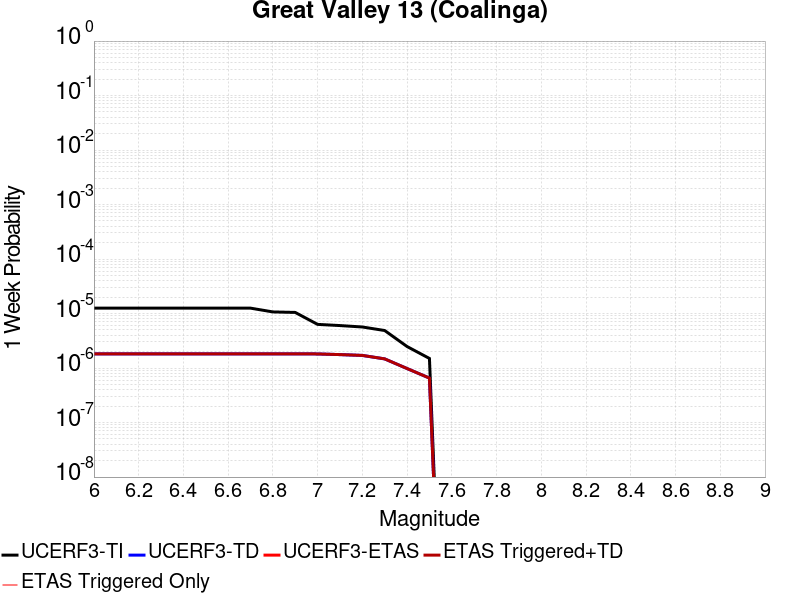 Great Valley 13 (Coalinga)
10^0
10^-1
10^-2
10^-3
10^-4
10^-5
10^-6
10^-7
10^-8
1 Week Probability
6 6.2 6.4 6.6 6.8 7 7.2 7.4 7.6 7.8 8 8.2 8.4 8.6 8.8 9
Magnitude
UCERF3-TI UCERF3-TD UCERF3-ETAS ETAS Triggered+TD
ETAS Triggered Only